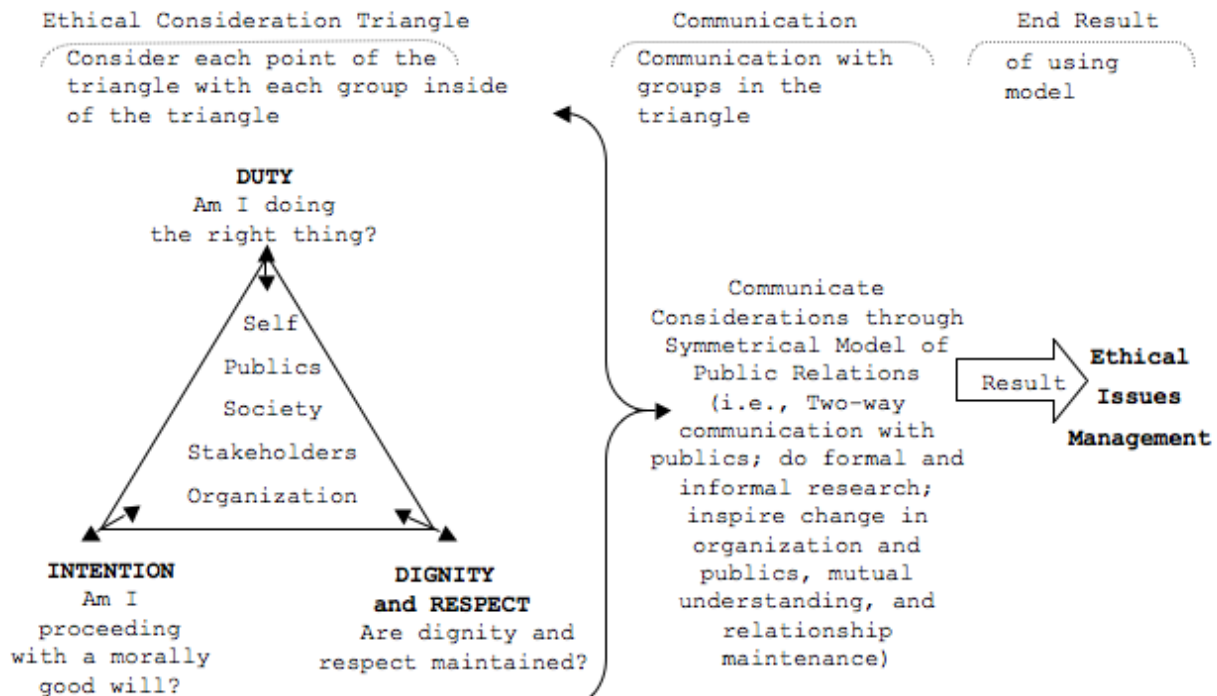 Ethical Consideration Triangle
Consider each point of the
triangle with each group inside
of the triangle
DUTY
Am I doing
the right thing?
Self
Publics
Society
Stakeholders
Organization
INTENTION
Am I
proceeding
with a morally
good will?
DIGNITY
and RESPECT
Are dignity and
respect maintained?
Communication
Communication with
groups in the
triangle
Communicate
Considerations through
Symmetrical Model of
Public Relations
(i.e., Two-way
communication with
publics; do formal and
informal research;
inspire change in
organization and
publics, mutual
understanding, and
relationship
maintenance)
End Result
of using
model
Result
Ethical
Issues
Management